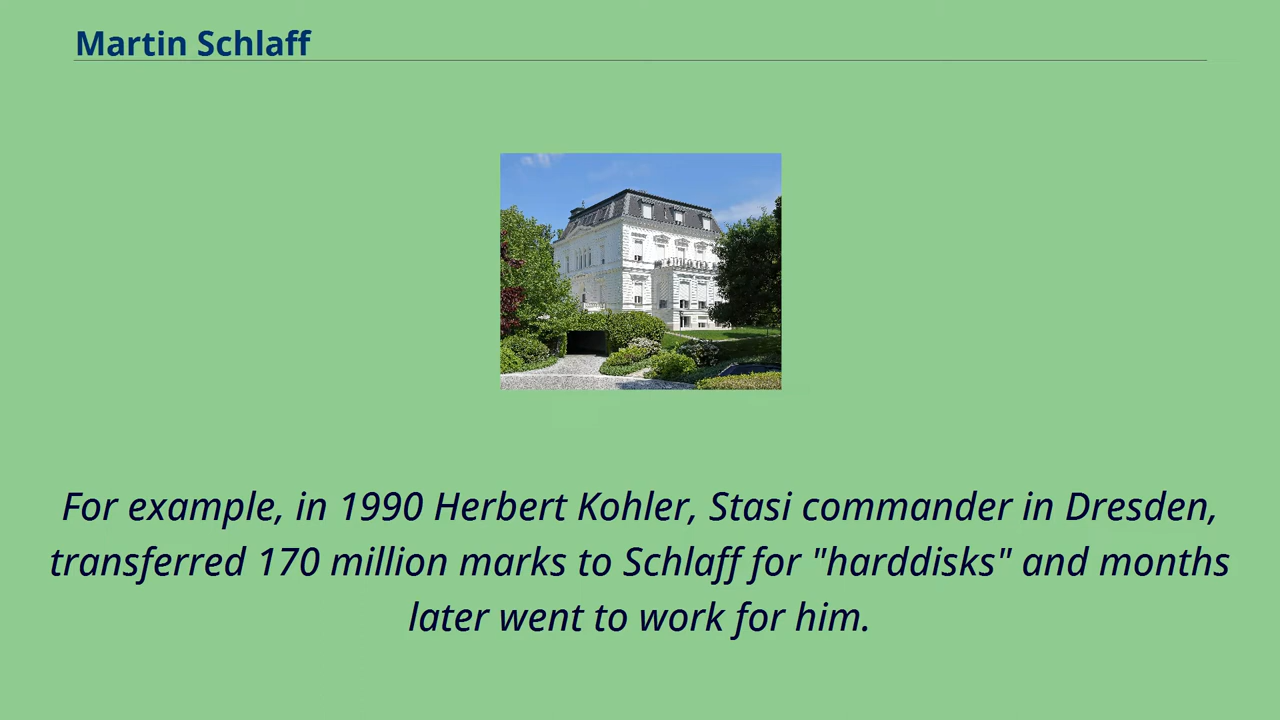 Martin Schlaff
For example, in 1990 Herbert Kohler, Stasi commander in Dresden,
transferred 170 million marks to Schlaff for "harddisks" and months
later went to work for him.